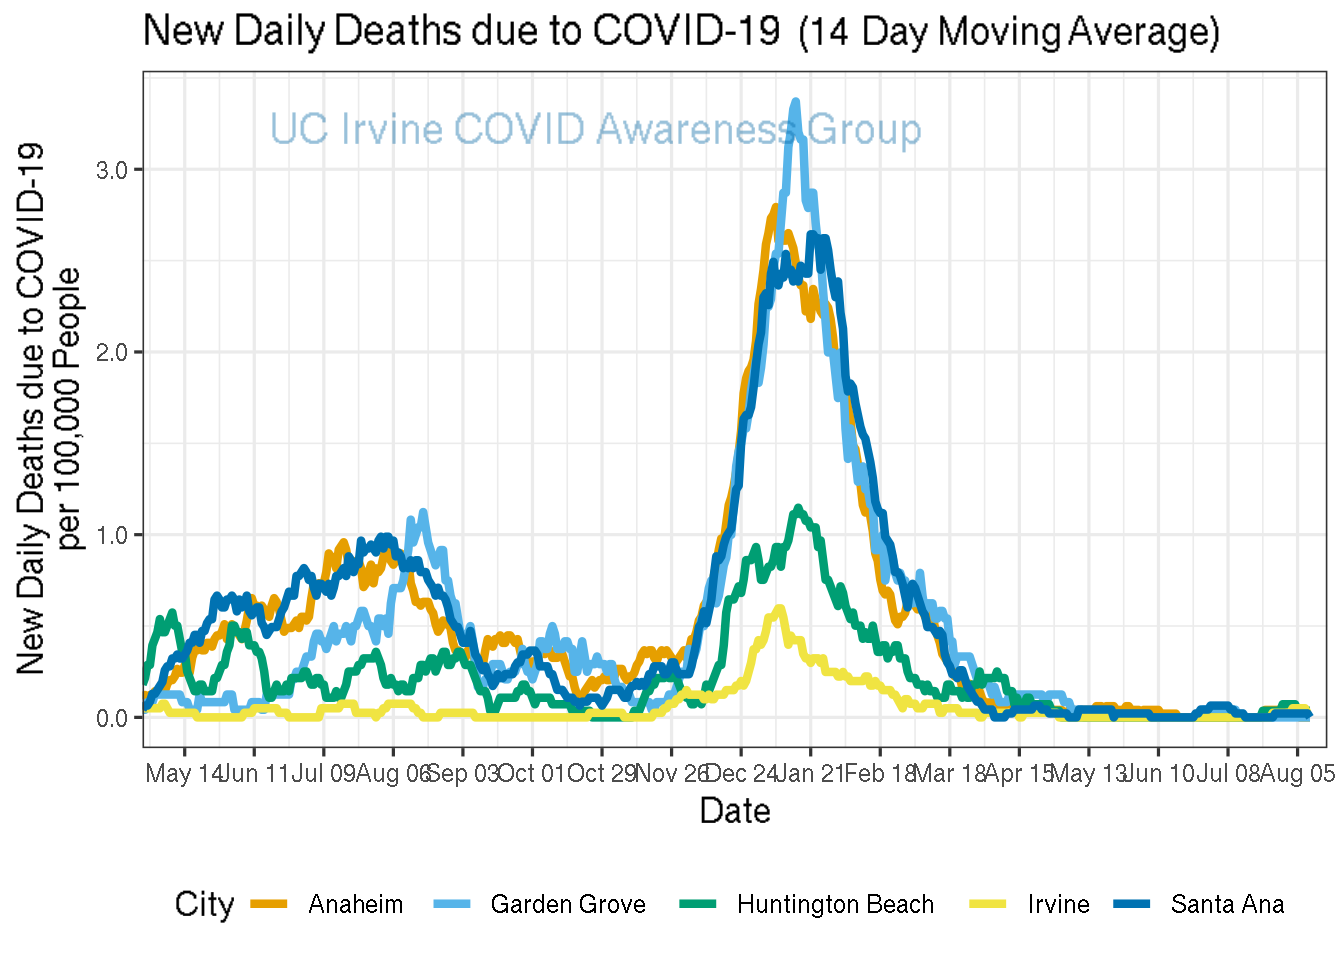 New Daily Deaths due to COVID-19 (14 Day Moving Average)
UC Irvine COVID Awareness Group
New Daily Deaths due to COVID-19
per 100,000 People
3.0
2.0
1.0
0.0
May 14 Jun 11 Jul 09 Aug 06 Sep 03 Oct 01 Oct 29 Nov 26 Dec 24 Jan 21 Feb 18 Mar 18 Apr 15 May 13 Jun 10 Jul 08 Aug 05
Date
City Anaheim Garden Grove Huntington Beach Irvine Santa Ana